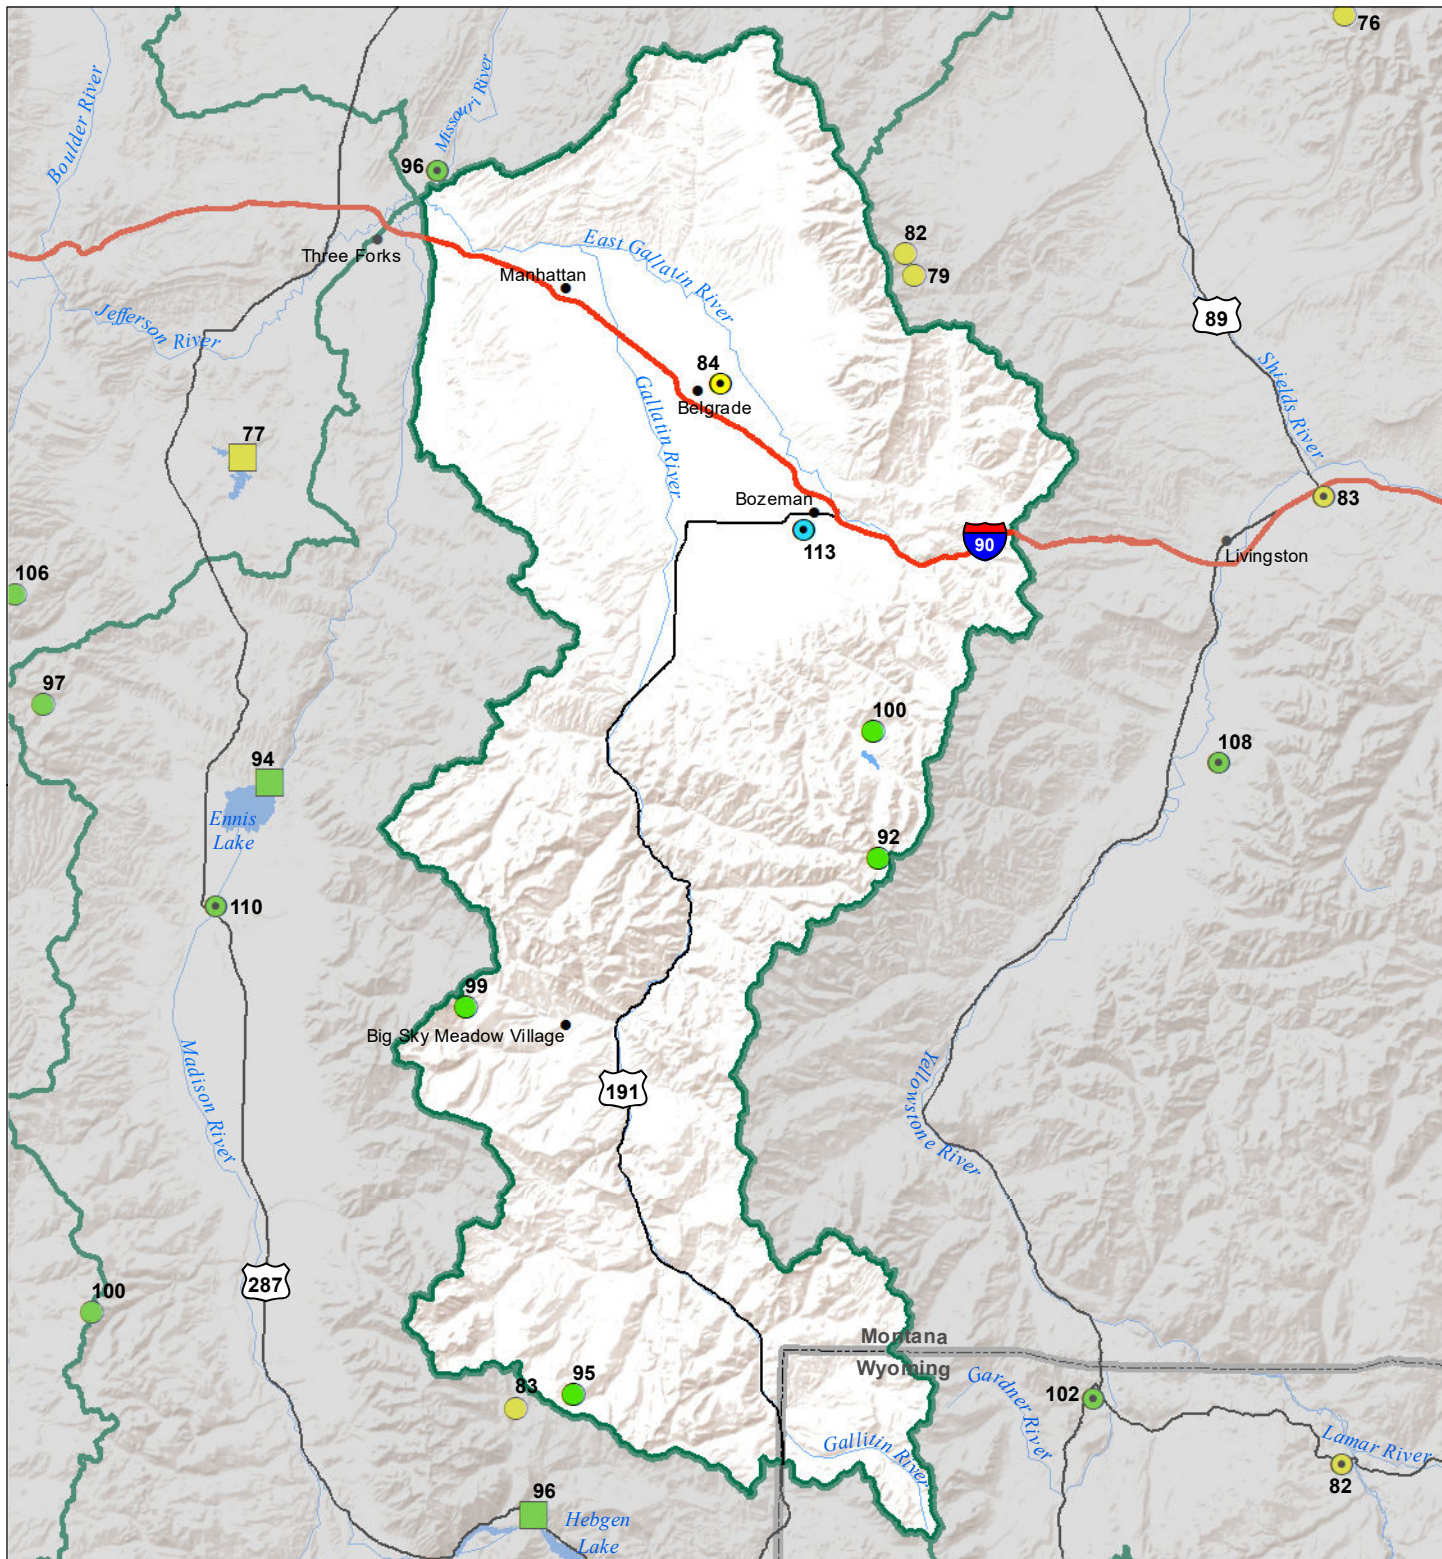 76
Boulder River
Missouri River
96
82
79
Three Forks
East Gallatin River
Manhattan
89
Jefferson River
84
Belgrade
Gallatin River
Shields River
77
Bozeman
83
113
90
Livingston
106
97
100
108
94
Ennis
Lake
92
110
99
Big Sky Meadow Village
Madison River
191
Yellowstone River
287
100
Montana
Wyoming
83
95
Gardner River
102
Gallitin River
Lamar River
82
96
Hebgen
Lake